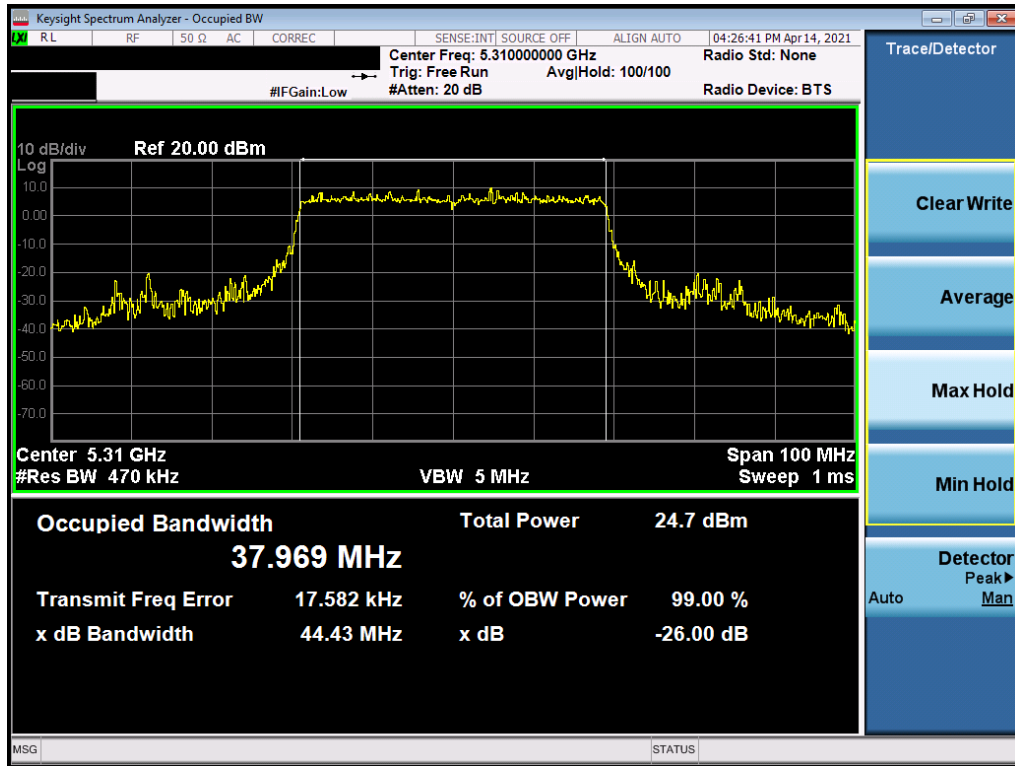 Keysight Spectrum Analyzer - Occupied BW
LXI RL RF 50 Ω AC CORREC SENSE:INT SOURCE OFF ALIGN AUTO 04:26:41 PM Apr 14, 2021
Center Freq: 5.310000000 GHz Radio Std: None
Trig: Free Run Avg|Hold: 100/100
#IFGain:Low #Atten: 20 dB Radio Device: BTS
Trace/Detector
10 dB/div Ref 20.00 dBm
Log
10.0
0.00
-10.0
-20.0
-30.0
-40.0
-50.0
-60.0
-70.0
Center 5.31 GHz Span 100 MHz
#Res BW 470 kHz VBW 5 MHz Sweep 1 ms
Occupied Bandwidth Total Power 24.7 dBm
37.969 MHz
Transmit Freq Error 17.582 kHz % of OBW Power 99.00 %
x dB Bandwidth 44.43 MHz x dB -26.00 dB
Clear Write
Average
Max Hold
Min Hold
Detector
Peak▶
Auto Man
MSG STATUS